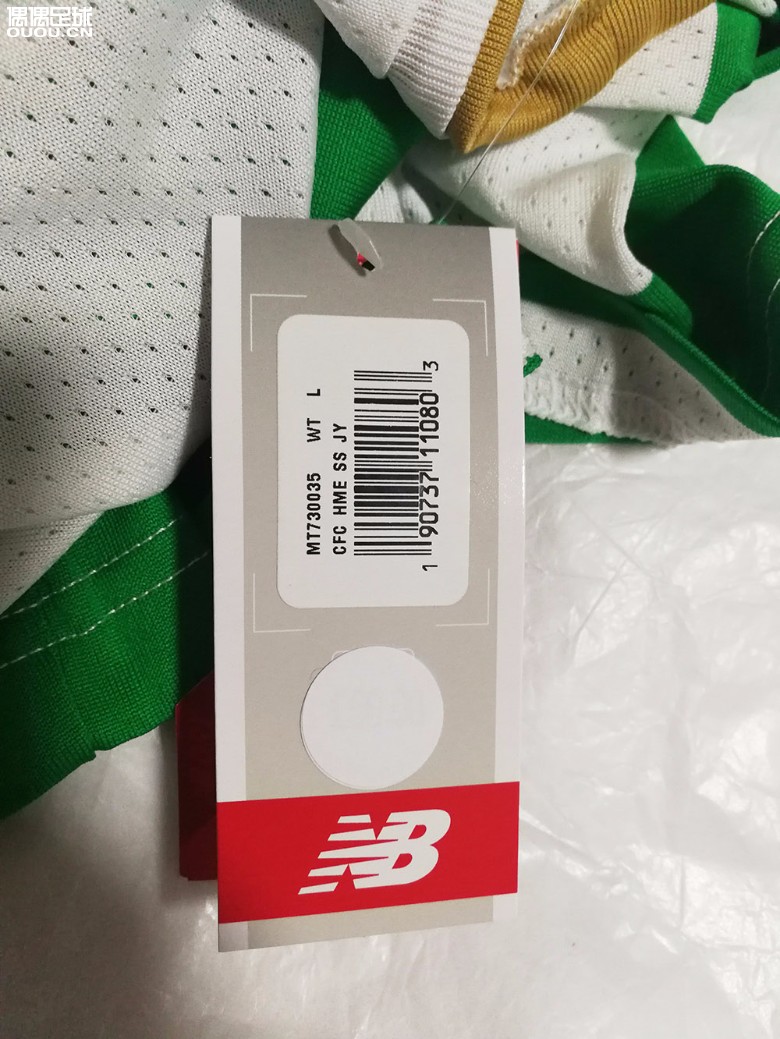 偶偶足球
OUOU.CN
MT730035 WT L
CFC HME SS JY
1 90737 11080 3
NB